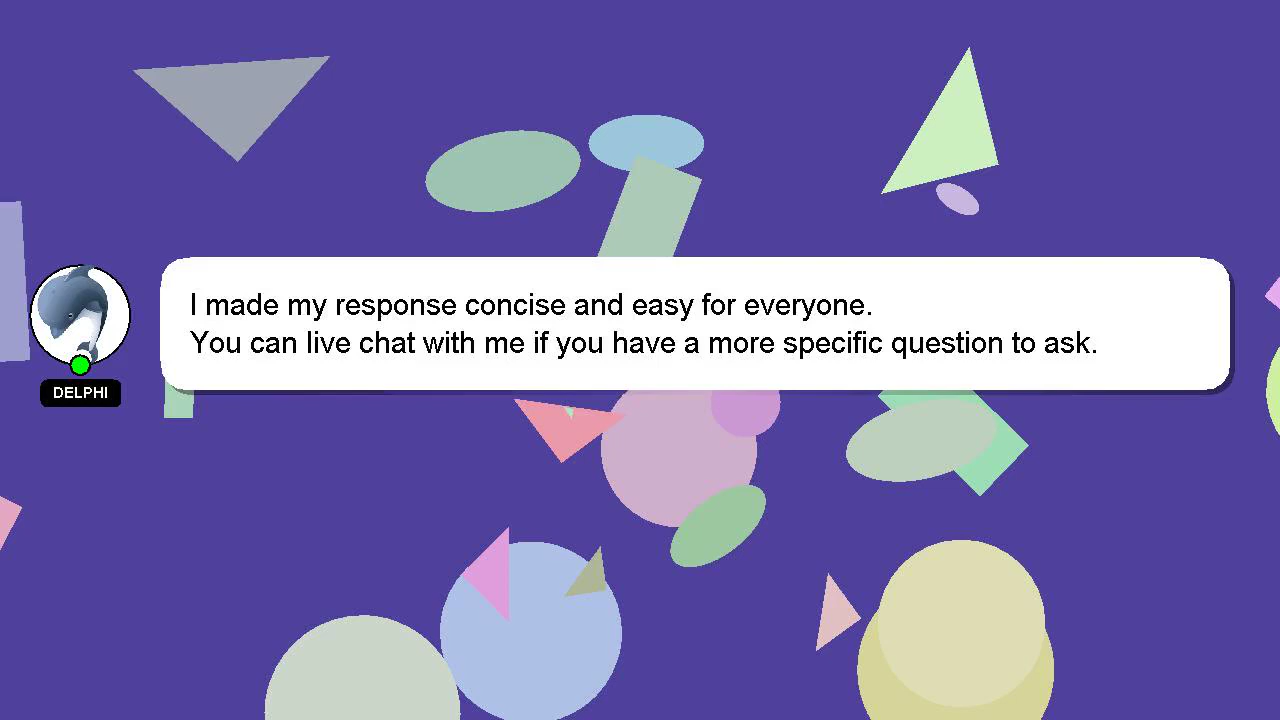 I made my response concise and easy for everyone.
You can live chat with me if you have a more specific question to ask.
DELPHI